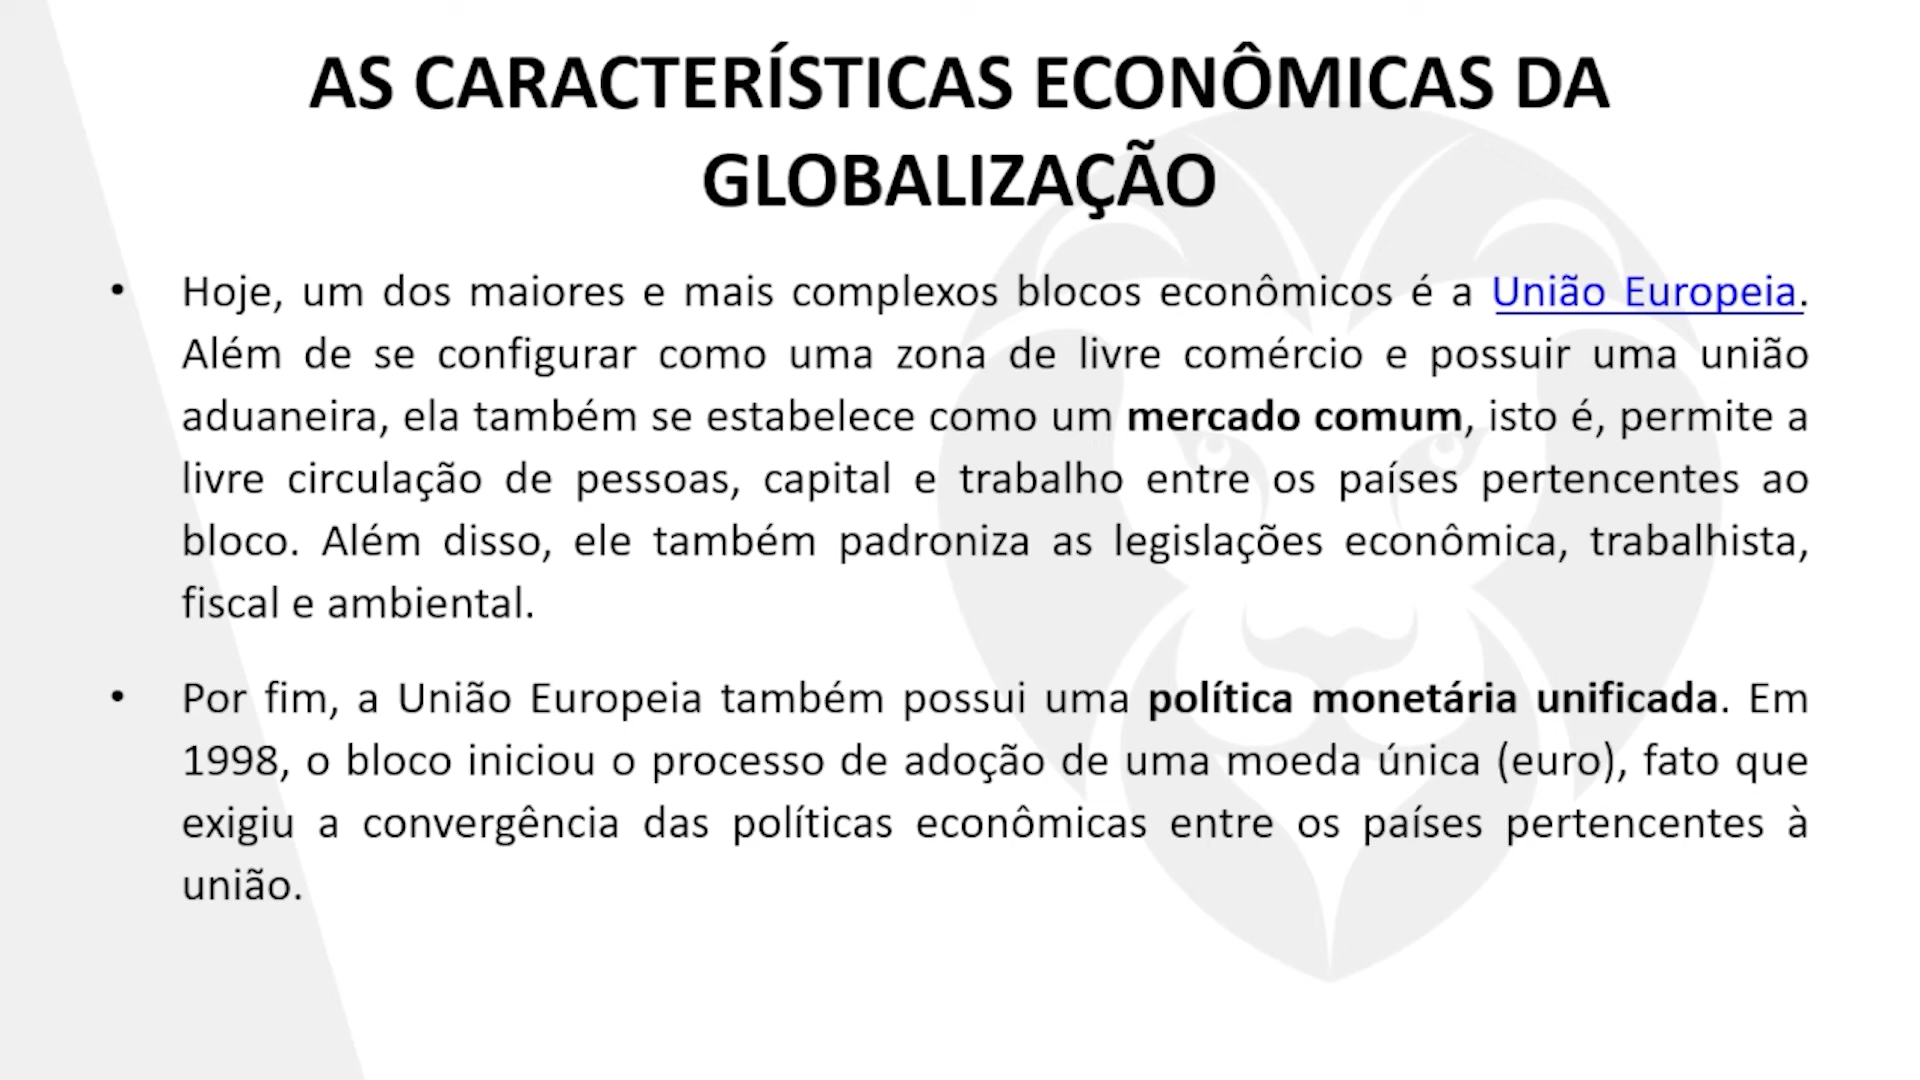 AS CARACTERÍSTICAS ECONÔMICAS DA
GLOBALIZAÇÃO
• Hoje, um dos maiores e mais complexos blocos econômicos é a União Europeia.
Além de se configurar como uma zona de livre comércio e possuir uma união
aduaneira, ela também se estabelece como um mercado comum, isto é, permite a
livre circulação de pessoas, capital e trabalho entre os países pertencentes ao
bloco. Além disso, ele também padroniza as legislações econômica, trabalhista,
fiscal e ambiental.
• Por fim, a União Europeia também possui uma política monetária unificada. Em
1998, o bloco iniciou o processo de adoção de uma moeda única (euro), fato que
exigiu a convergência das políticas econômicas entre os países pertencentes à
união.